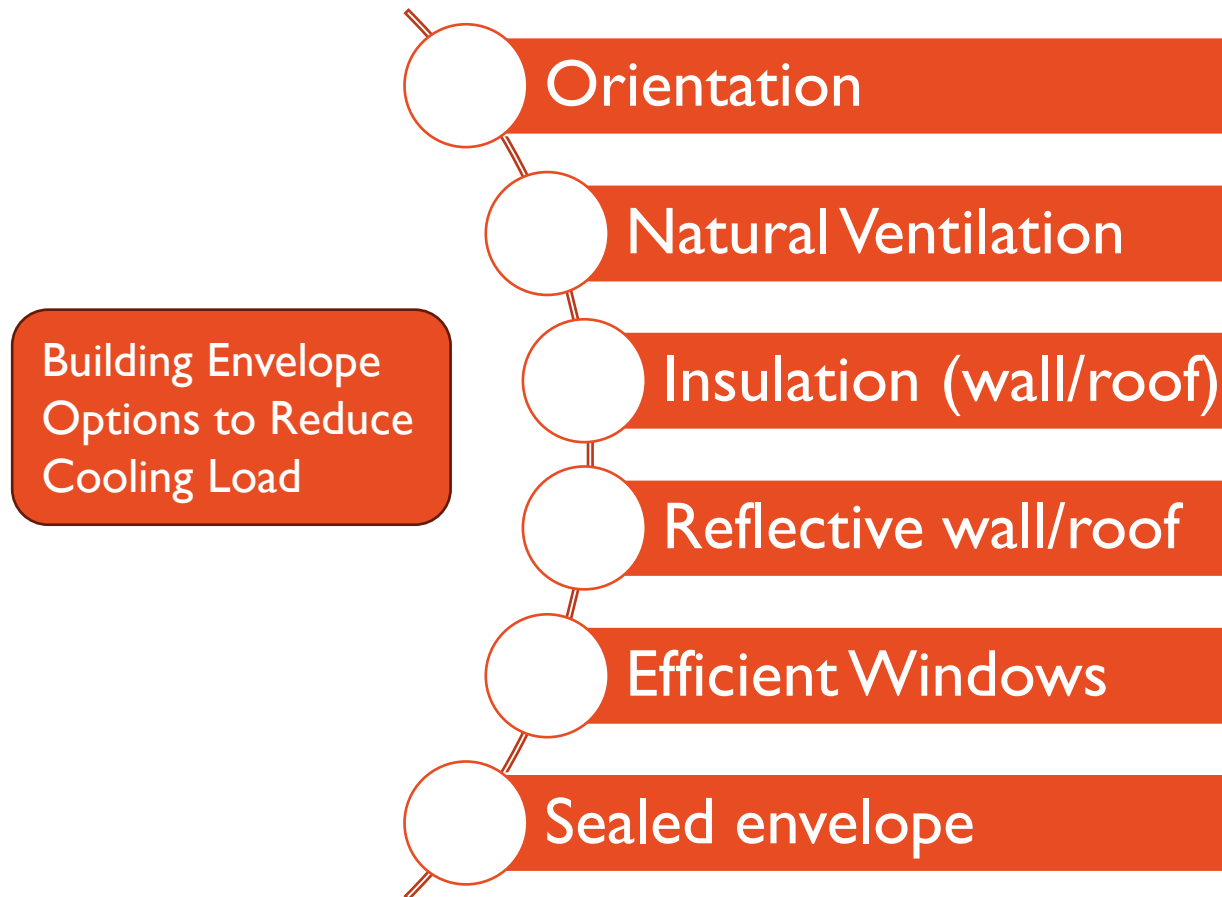 Orientation
Natural Ventilation
Building Envelope
Options to Reduce
Cooling Load
Insulation (wall/roof)
Reflective wall/roof
Efficient Windows
Sealed envelope